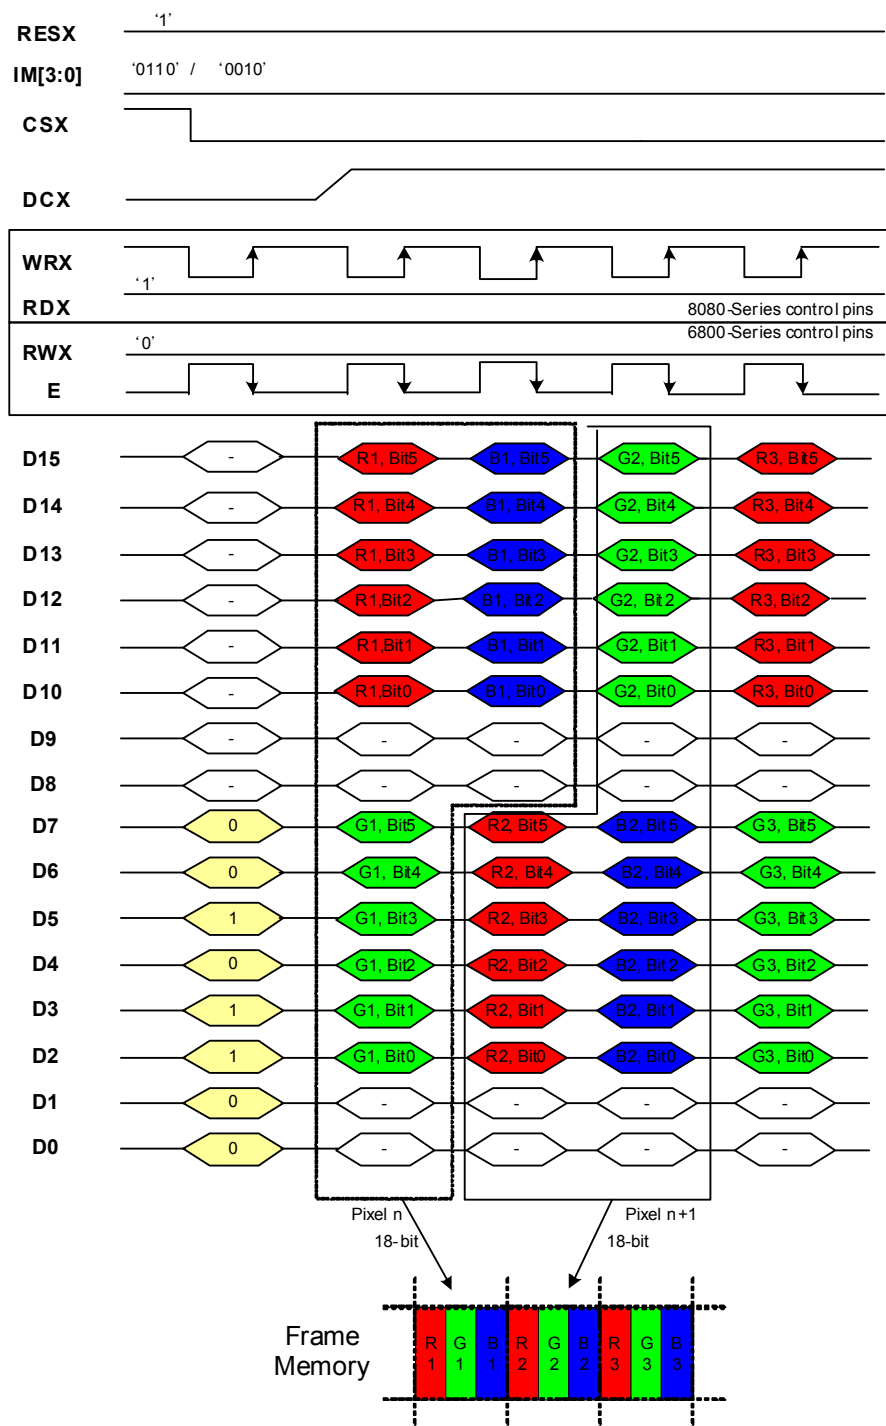 RESX ‘1’
IM[3:0] ‘0110’ / ‘0010’
CSX
DCX
WRX
RDX ‘1’
8080-Series control pins
6800-Series control pins
RWX ‘0’
E
D15 - R1, Bit5 B1, Bit5 G2, Bit5 R3, Bit5
D14 - R1, Bit4 B1, Bit4 G2, Bit4 R3, Bit4
D13 - R1, Bit3 B1, Bit3 G2, Bit3 R3, Bit3
D12 - R1,Bit2 B1, Bit2 G2, Bit2 R3, Bit2
D11 - R1,Bit1 B1, Bit1 G2, Bit1 R3, Bit1
D10 - R1,Bit0 B1, Bit0 G2, Bit0 R3, Bit0
D9 - - - - -
D8 - - - - -
D7 0 G1, Bit5 R2, Bit5 B2, Bit5 G3, Bit5
D6 0 G1, Bit4 R2, Bit4 B2, Bit4 G3, Bit4
D5 1 G1, Bit3 R2, Bit3 B2, Bit3 G3, Bit3
D4 0 G1, Bit2 R2, Bit2 B2, Bit2 G3, Bit2
D3 1 G1, Bit1 R2, Bit1 B2, Bit1 G3, Bit1
D2 1 G1, Bit0 R2, Bit0 B2, Bit0 G3, Bit0
D1 0 - - - -
D0 0 - - - -
Pixel n Pixel n+1
18-bit 18-bit
Frame
Memory
R G B R G B R G B
1 1 1 2 2 2 3 3 3